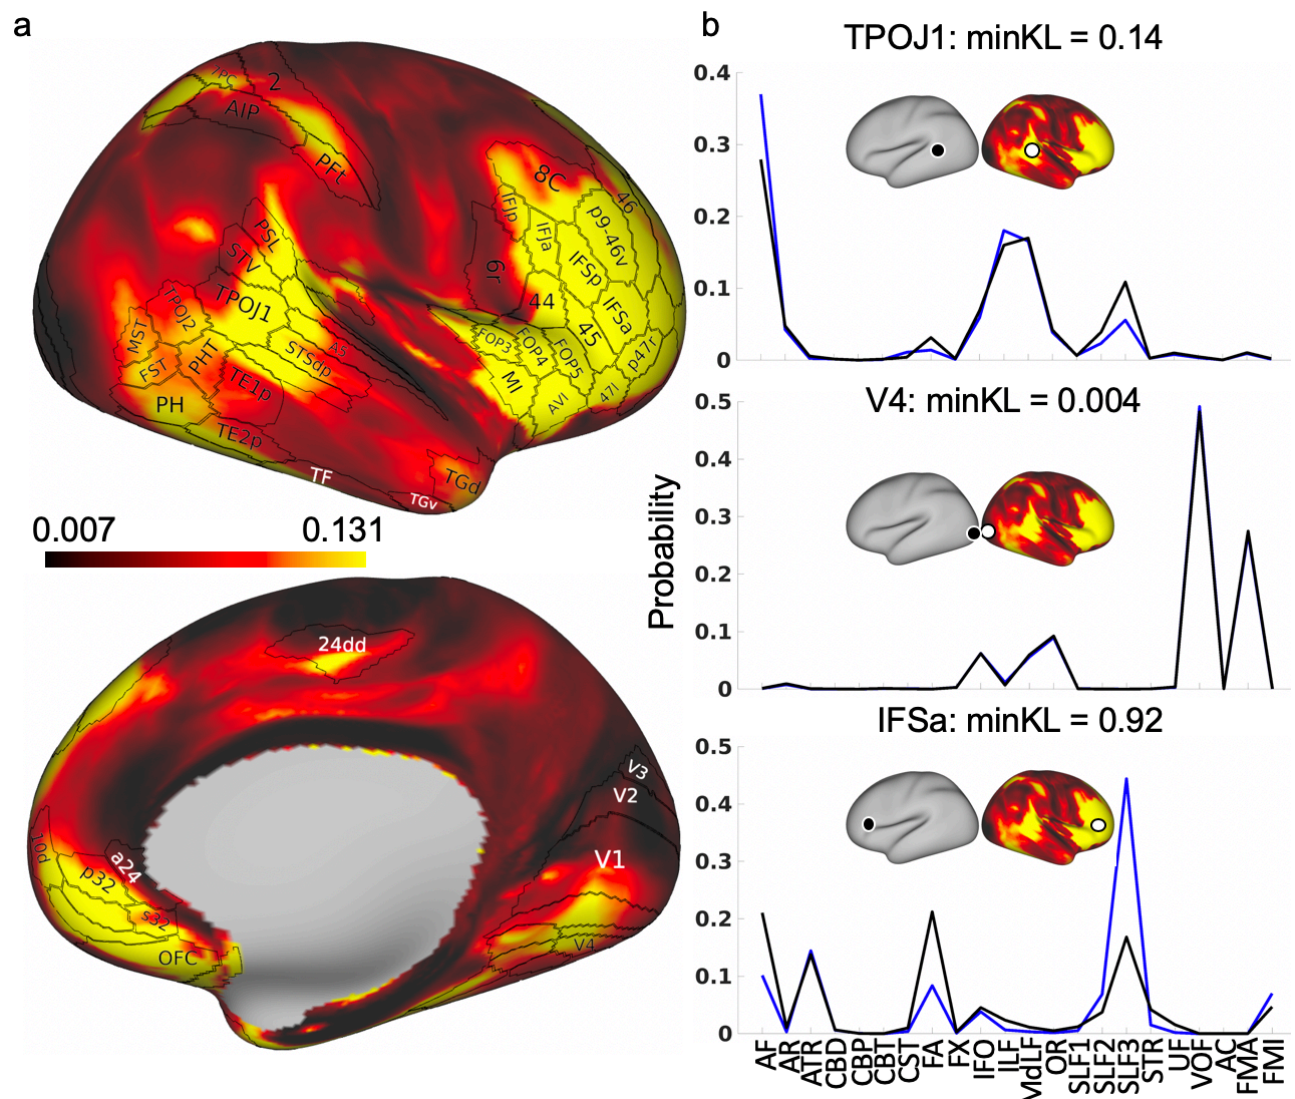 a
7PC
2
AIP
PFt
8C
46
IFJp
IFJa
p9-46v
IFSp
IFSa
6r
44
45
p47r
47l
PSL
STV
TPOJ1
TPOJ2
MST
FST
PHT
PH
TE1p
TE2p
STSdp
A5
FOP3
FOP4
FOP5
MI
AVI
TF
TGv
TGd
0.007
0.131
24dd
V3
V2
V1
V4
10d
a24
p32
s32
OFC
b
TPOJ1: minKL = 0.14
0.4
0.3
0.2
0.1
0
V4: minKL = 0.004
0.5
0.4
0.3
0.2
0.1
0
Probability
IFSa: minKL = 0.92
0.5
0.4
0.3
0.2
0.1
0
AF
AR
ATR
CBD
CBP
CBT
CST
FA
FX
IFO
ILF
MdLF
OR
SLF1
SLF2
SLF3
STR
UF
VOF
AC
FMA
FMI